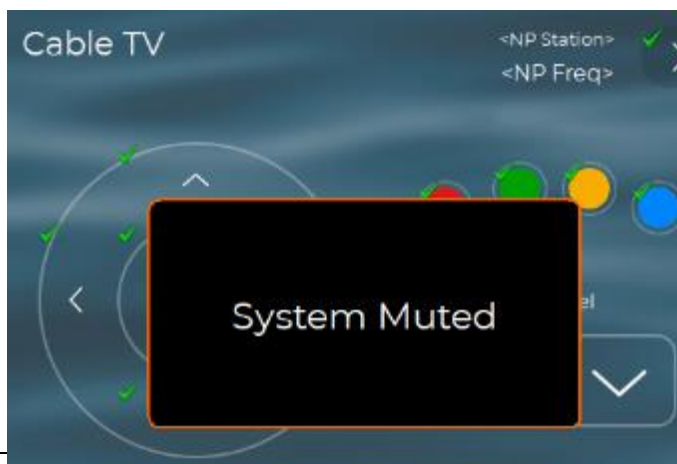 Cable TV
<NP Station>
<NP Freq>
System Muted